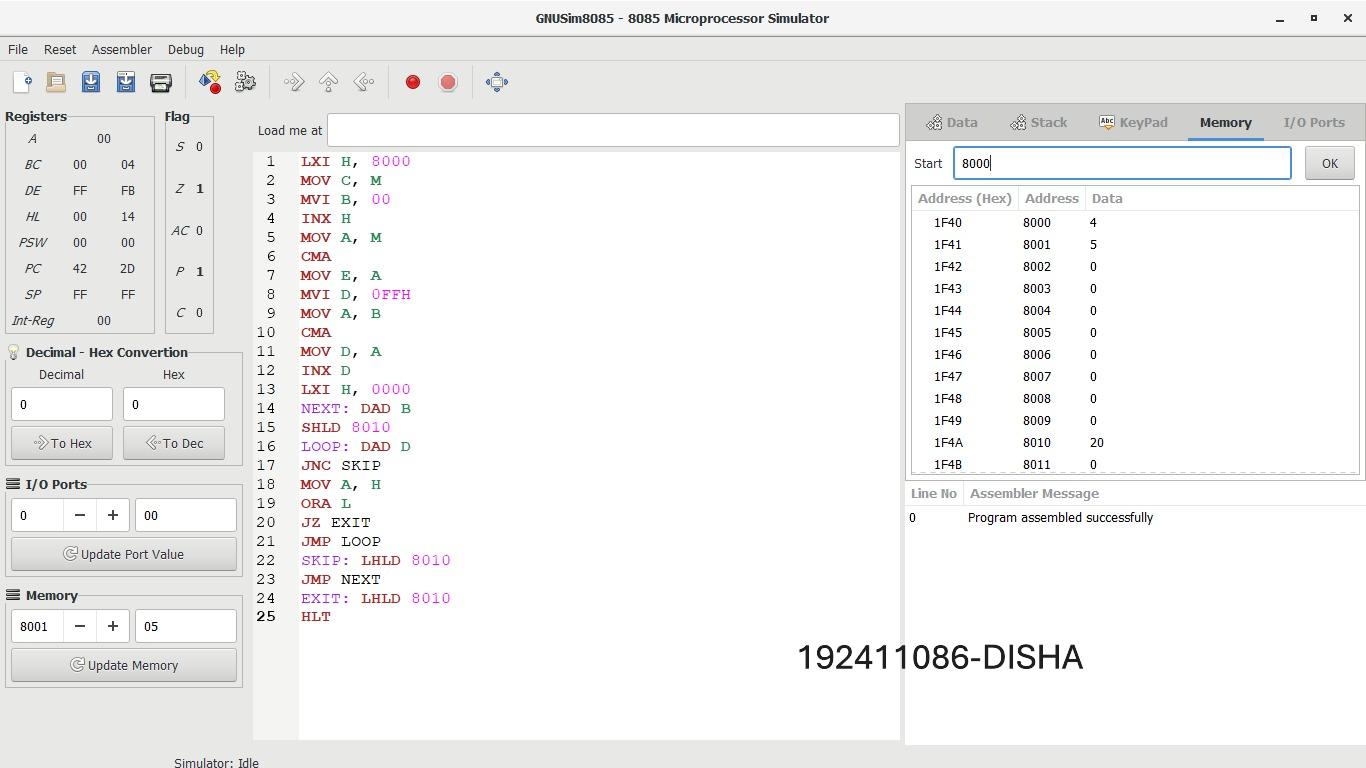 GNUSim8085 - 8085 Microprocessor Simulator
File Reset Assembler Debug Help
Registers
A 00
BC 00 04
DE FF FB
HL 00 14
PSW 00 00
PC 42 2D
SP FF FF
Int-Reg 00
Flag
S 0
Z 1
AC 0
P 1
C 0
Decimal - Hex Convertion
Decimal Hex
0 0
To Hex To Dec
I/O Ports
0 − + 00
Update Port Value
Memory
8001 − + 05
Update Memory
Load me at
1 LXI H, 8000
2 MOV C, M
3 MVI B, 00
4 INX H
5 MOV A, M
6 CMA
7 MOV E, A
8 MVI D, 0FFH
9 MOV A, B
10 CMA
11 MOV D, A
12 INX D
13 LXI H, 0000
14 NEXT: DAD B
15 SHLD 8010
16 LOOP: DAD D
17 JNC SKIP
18 MOV A, H
19 ORA L
20 JZ EXIT
21 JMP LOOP
22 SKIP: LHLD 8010
23 JMP NEXT
24 EXIT: LHLD 8010
25 HLT
Data Stack Abc KeyPad Memory I/O Ports
Start 8000 OK
Address (Hex) Address Data
1F40 8000 4
1F41 8001 5
1F42 8002 0
1F43 8003 0
1F44 8004 0
1F45 8005 0
1F46 8006 0
1F47 8007 0
1F48 8008 0
1F49 8009 0
1F4A 8010 20
1F4B 8011 0
Line No Assembler Message
0 Program assembled successfully
192411086-DISHA
Simulator: Idle